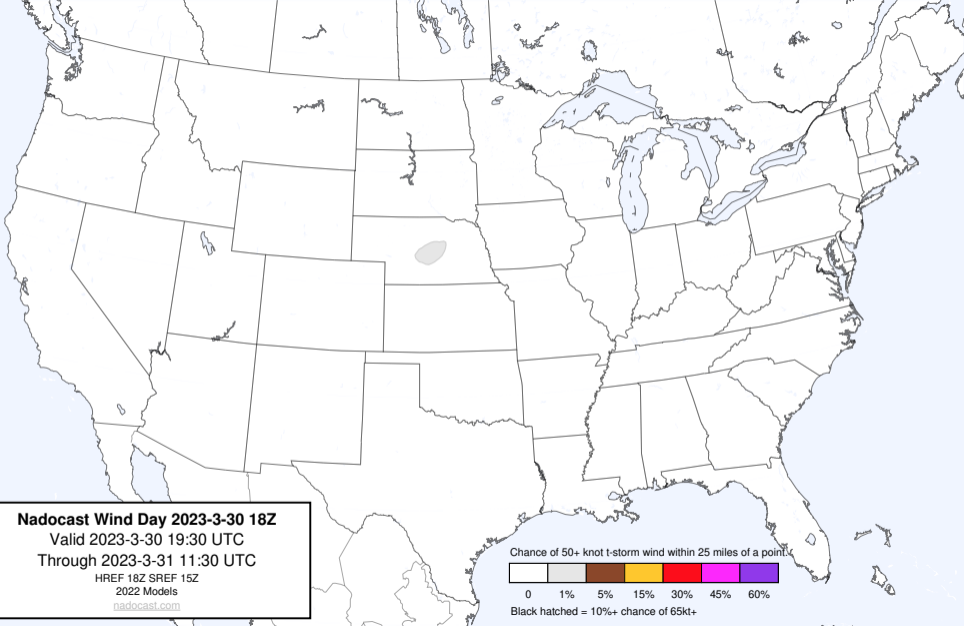 Nadocast Wind Day 2023-3-30 18Z
Valid 2023-3-30 19:30 UTC
Through 2023-3-31 11:30 UTC
HREF 18Z SREF 15Z
2022 Models
nadocast.com
Chance of 50+ knot t-storm wind within 25 miles of a point.
0 1% 5% 15% 30% 45% 60%
Black hatched = 10%+ chance of 65kt+